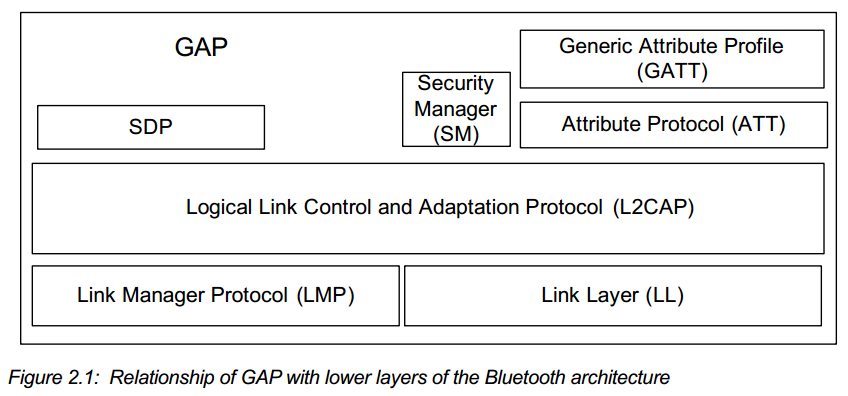 GAP
Generic Attribute Profile
(GATT)
Security
Manager
(SM)
SDP
Attribute Protocol (ATT)
Logical Link Control and Adaptation Protocol (L2CAP)
Link Manager Protocol (LMP)
Link Layer (LL)
Figure 2.1: Relationship of GAP with lower layers of the Bluetooth architecture